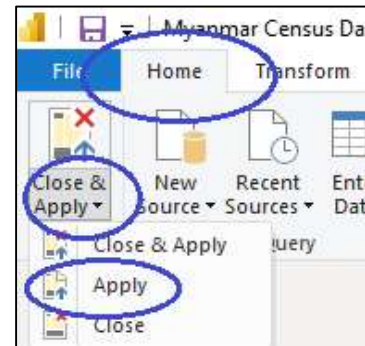 Myanmar Census Da
File Home Transform
Close & New Recent Ent
Apply Source Sources Dat
Close & Apply uery
Apply
Close